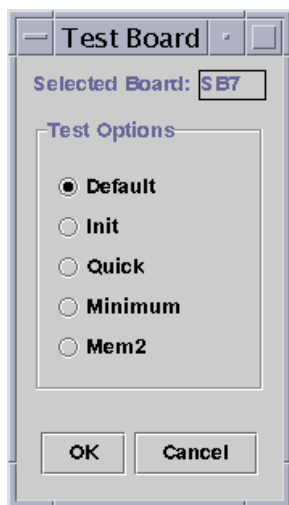 Test Board
Selected Board: SB7
Test Options
Default
Init
Quick
Minimum
Mem2
OK Cancel